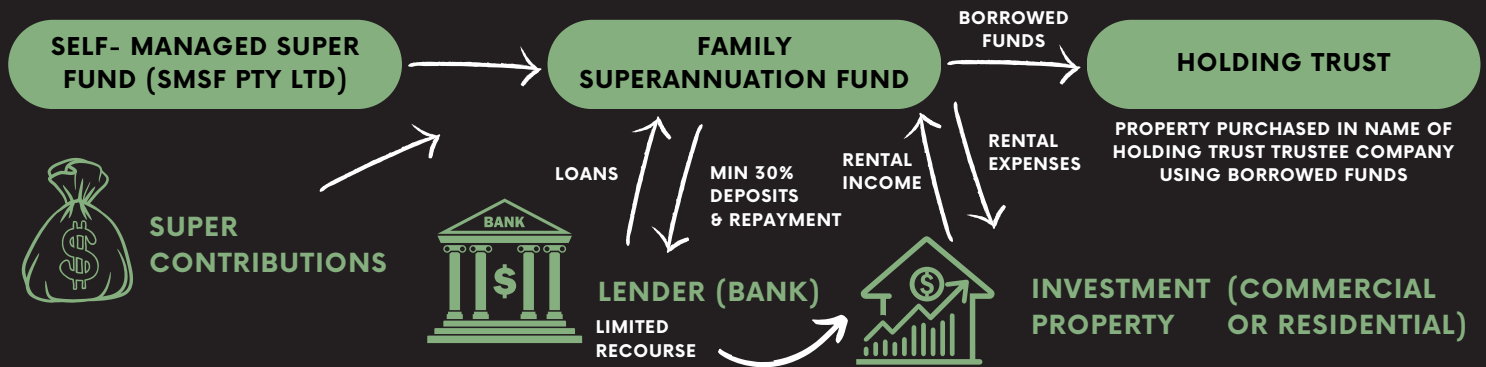 SELF- MANAGED SUPER
FUND (SMSF PTY LTD)
FAMILY
SUPERANNUATION FUND
BORROWED
FUNDS
HOLDING TRUST
PROPERTY PURCHASED IN NAME OF
HOLDING TRUST TRUSTEE COMPANY
USING BORROWED FUNDS
LOANS
MIN 30%
DEPOSITS
& REPAYMENT
RENTAL
INCOME
RENTAL
EXPENSES
$
SUPER
CONTRIBUTIONS
BANK
$
LENDER (BANK)
LIMITED
RECOURSE
$
INVESTMENT (COMMERCIAL
PROPERTY OR RESIDENTIAL)